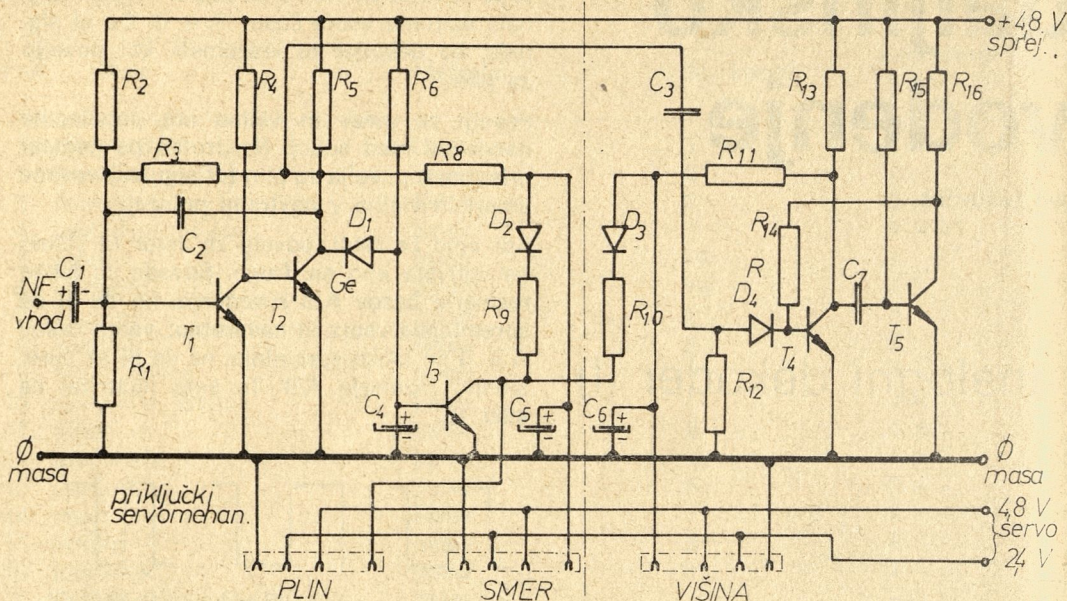 +4,8 V
sprej.
R2
R4
R5
R6
C3
R13
R15
R16
R3
R8
R11
C2
D1
D2
D3
R14
R
Ge
C1
NF + -
vhod
T1
T2
R9
R10
D4
C7
T4
T5
R1
T3
R12
C4 + -
C5 + -
C6 + -
Ø
masa
Ø
masa
priključki
servomehan.
4,8 V
servo
2,4 V
PLIN
SMER
VIŠINA